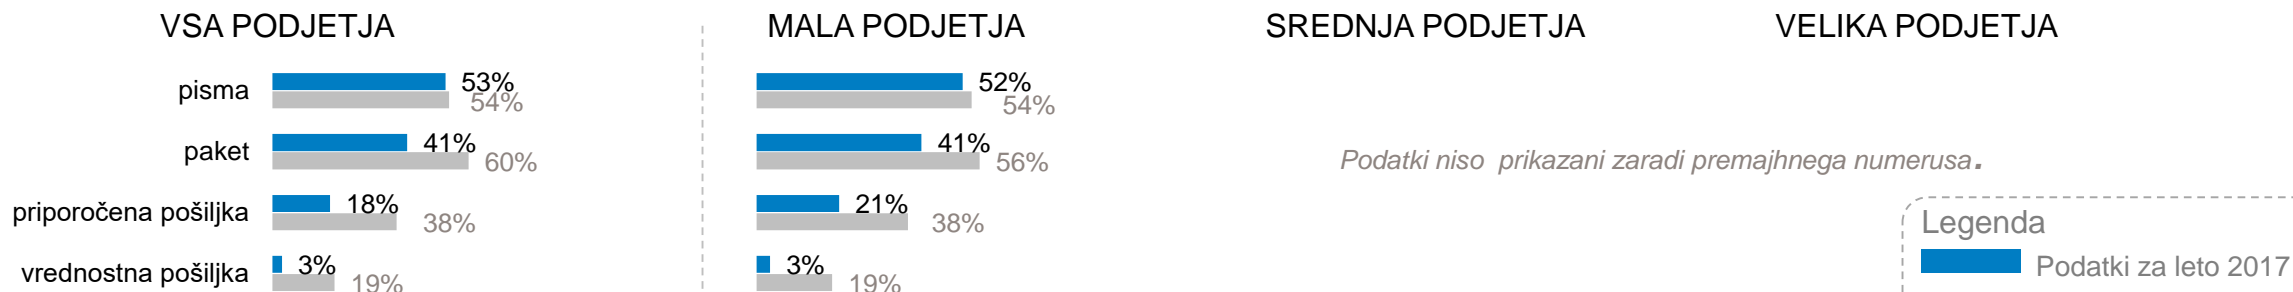 VSA PODJETJA
MALA PODJETJA
SREDNJA PODJETJA
VELIKA PODJETJA
pisma
53%
54%
52%
54%
paket
41%
60%
41%
56%
Podatki niso prikazani zaradi premajhnega numerusa.
priporočena pošiljka
18%
38%
21%
38%
vrednostna pošiljka
3%
19%
3%
19%
Legenda
Podatki za leto 2017